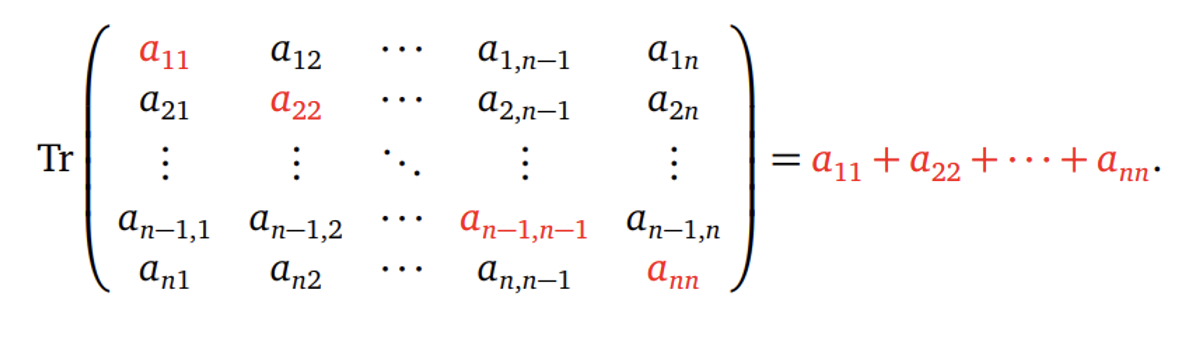 a₁₁ a₁₂ ⋯ a₁,ₙ₋₁ a₁ₙ
a₂₁ a₂₂ ⋯ a₂,ₙ₋₁ a₂ₙ
Tr ⋮ ⋮ ⋱ ⋮ ⋮ = a₁₁ + a₂₂ + ⋯ + aₙₙ.
aₙ₋₁,₁ aₙ₋₁,₂ ⋯ aₙ₋₁,ₙ₋₁ aₙ₋₁,ₙ
aₙ₁ aₙ₂ ⋯ aₙ,ₙ₋₁ aₙₙ